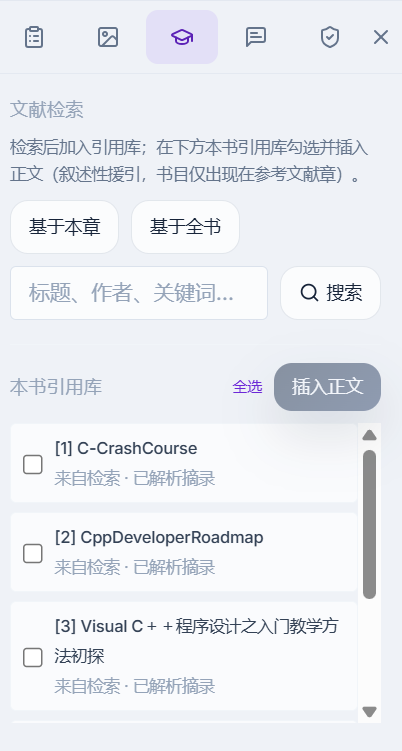 文献检索
检索后加入引用库；在下方本书引用库勾选并插入
正文（叙述性援引，书目仅出现在参考文献章）。
基于本章
基于全书
标题、作者、关键词...
搜索
本书引用库
全选
插入正文
[1] C-CrashCourse
来自检索 · 已解析摘录
[2] CppDeveloperRoadmap
来自检索 · 已解析摘录
[3] Visual C＋＋程序设计之入门教学方
法初探
来自检索 · 已解析摘录